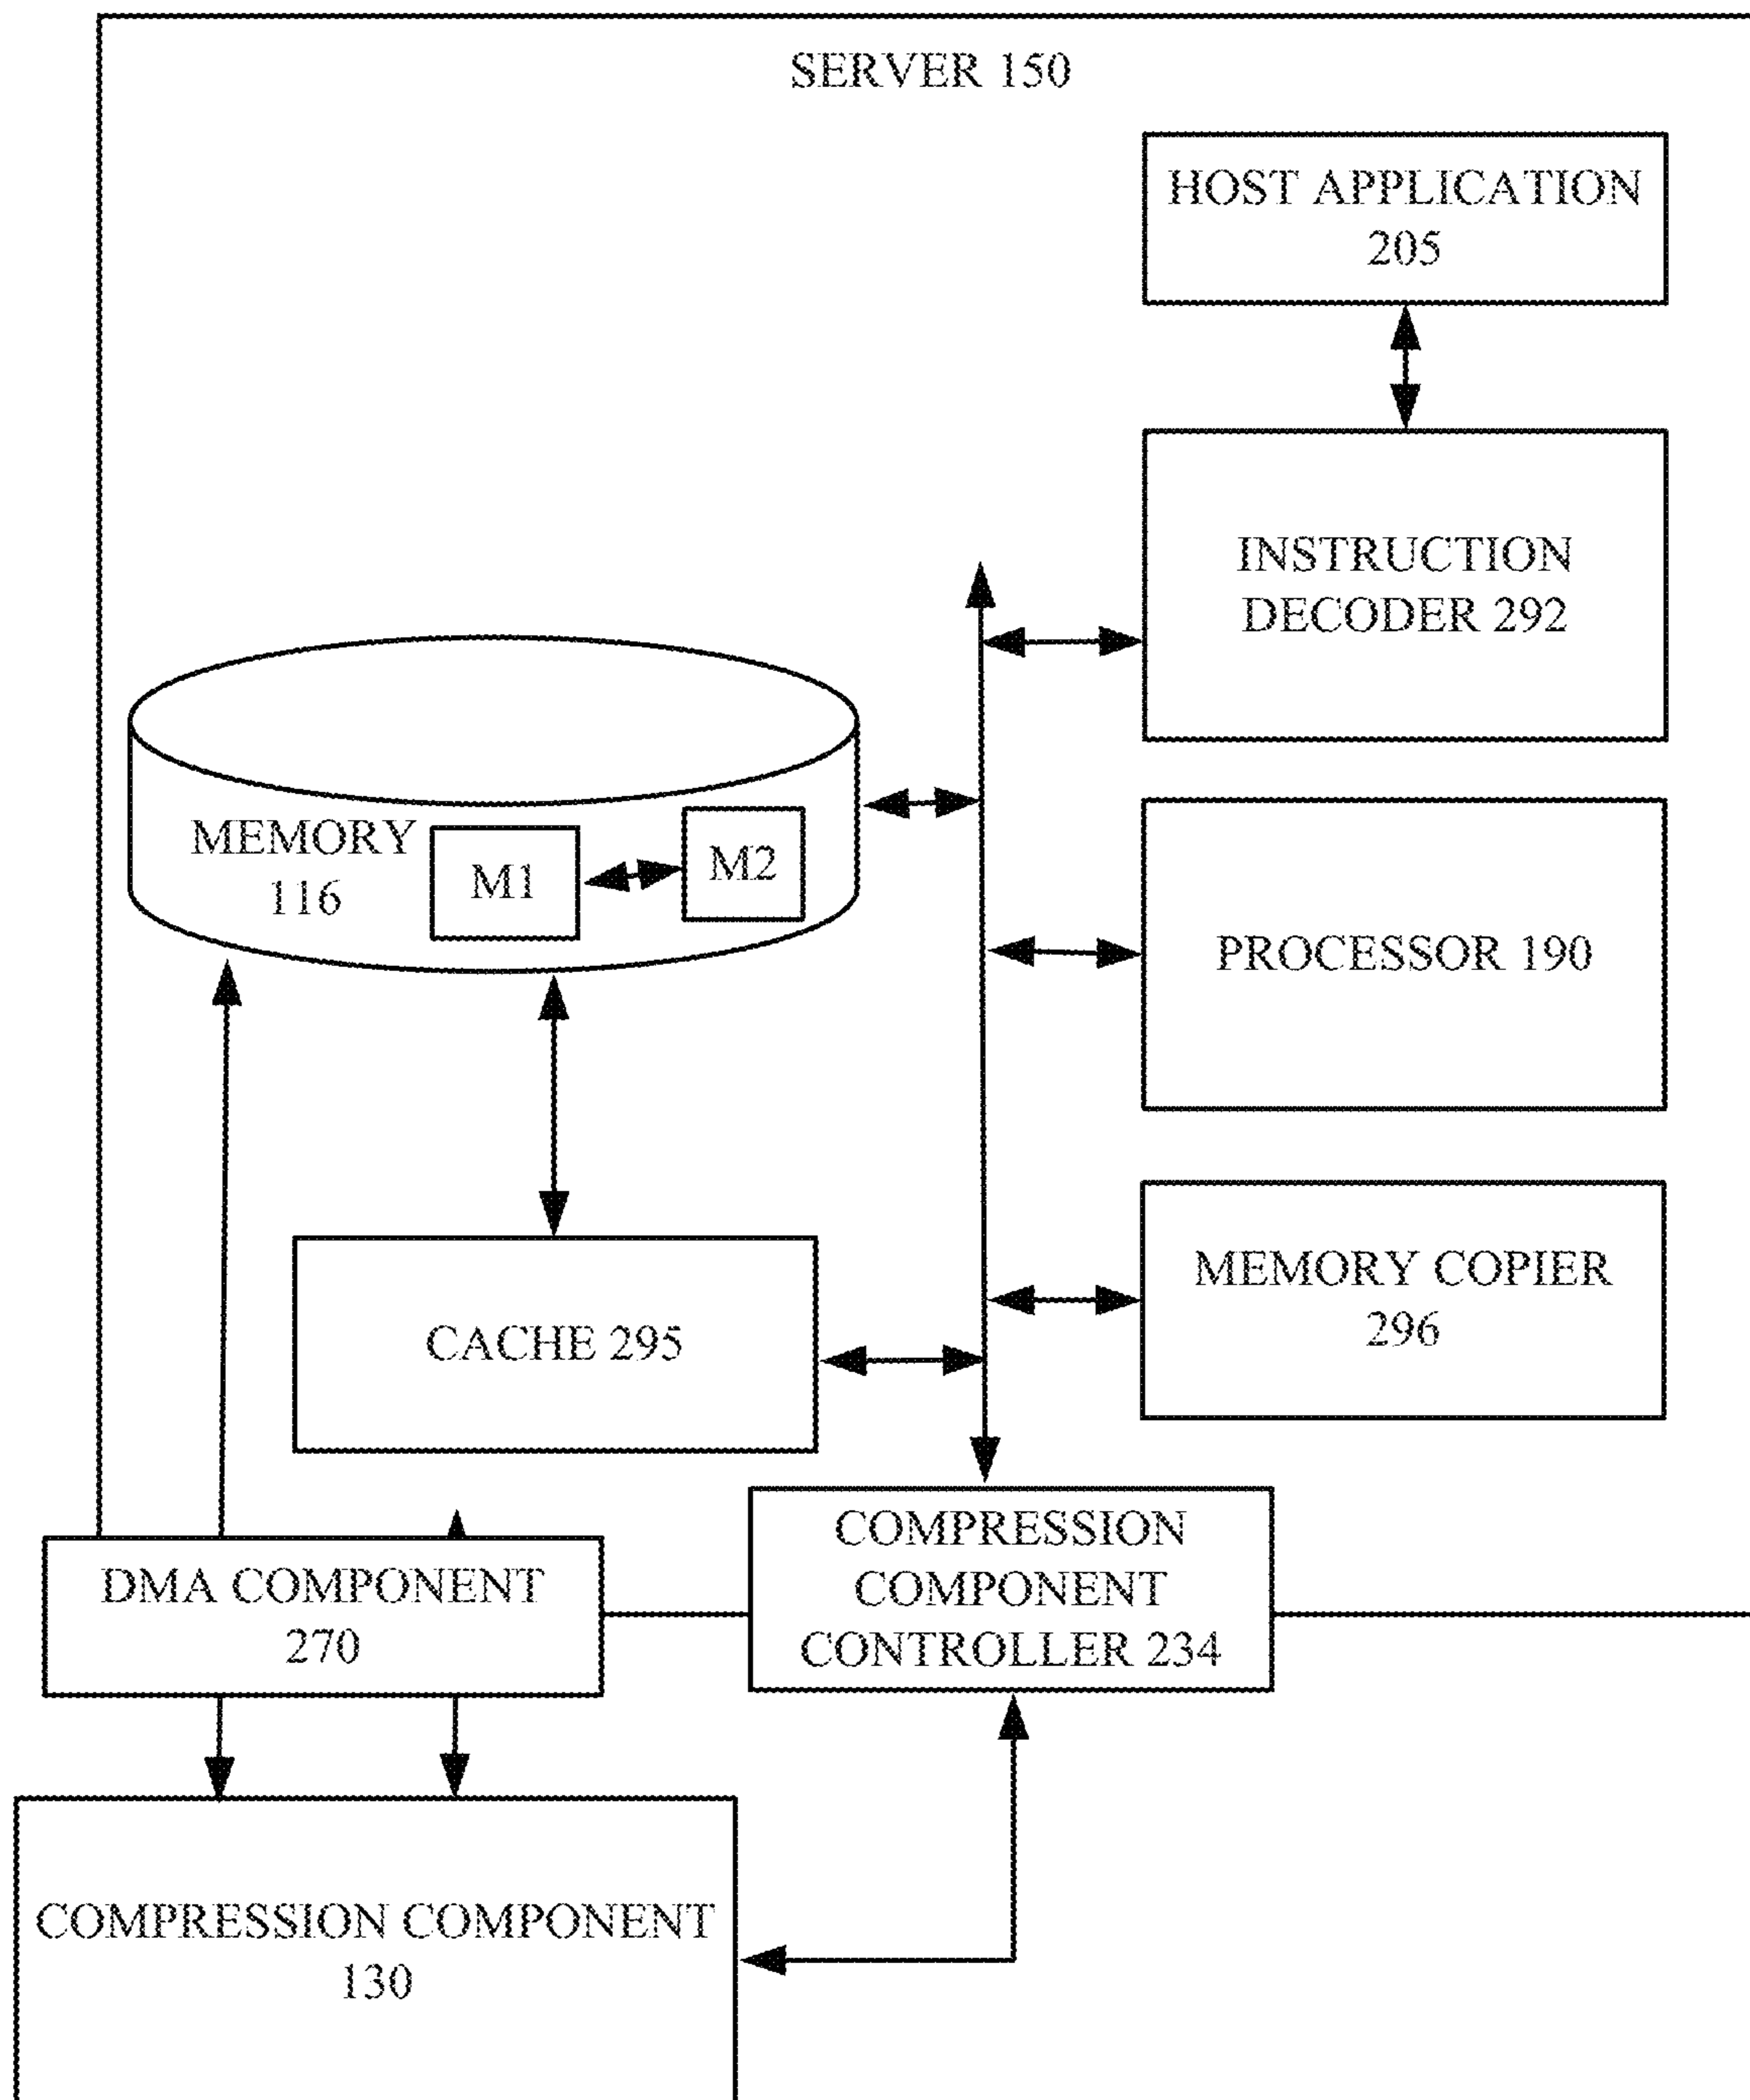 SERVER 150
HOST APPLICATION
205
INSTRUCTION
DECODER 292
MEMORY
116
M1
M2
PROCESSOR 190
MEMORY COPIER
296
CACHE 295
COMPRESSION
COMPONENT
CONTROLLER 234
DMA COMPONENT
270
COMPRESSION COMPONENT
130